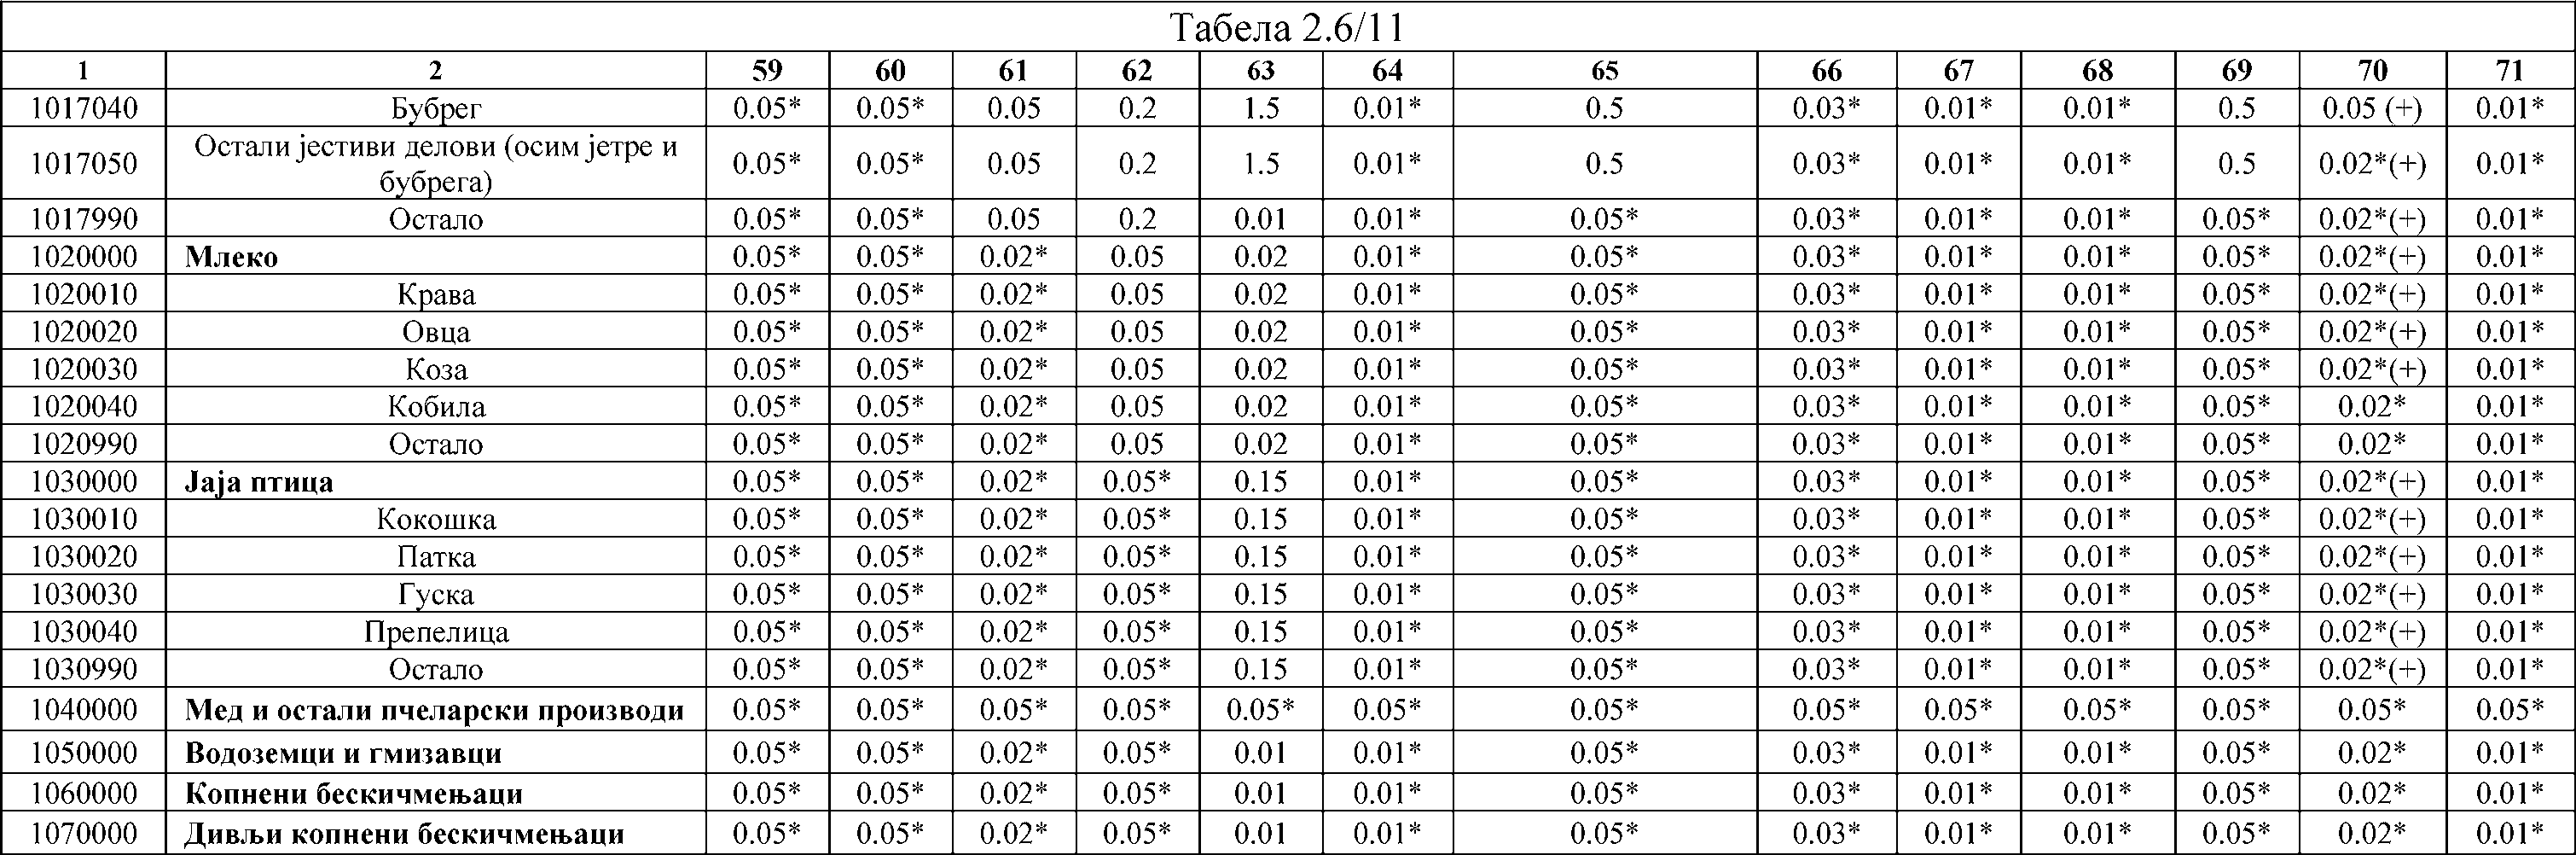 Табела 2.6/11
1 2 59 60 61 62 63 64 65 66 67 68 69 70 71
1017040 Бубрег 0.05* 0.05* 0.05 0.2 1.5 0.01* 0.5 0.03* 0.01* 0.01* 0.5 0.05 (+) 0.01*
1017050 Остали јестиви делови (осим јетре и бубрега) 0.05* 0.05* 0.05 0.2 1.5 0.01* 0.5 0.03* 0.01* 0.01* 0.5 0.02*(+) 0.01*
1017990 Остало 0.05* 0.05* 0.05 0.2 0.01 0.01* 0.05* 0.03* 0.01* 0.01* 0.05* 0.02*(+) 0.01*
1020000 Млеко 0.05* 0.05* 0.02* 0.05 0.02 0.01* 0.05* 0.03* 0.01* 0.01* 0.05* 0.02*(+) 0.01*
1020010 Крава 0.05* 0.05* 0.02* 0.05 0.02 0.01* 0.05* 0.03* 0.01* 0.01* 0.05* 0.02*(+) 0.01*
1020020 Овца 0.05* 0.05* 0.02* 0.05 0.02 0.01* 0.05* 0.03* 0.01* 0.01* 0.05* 0.02*(+) 0.01*
1020030 Коза 0.05* 0.05* 0.02* 0.05 0.02 0.01* 0.05* 0.03* 0.01* 0.01* 0.05* 0.02*(+) 0.01*
1020040 Кобила 0.05* 0.05* 0.02* 0.05 0.02 0.01* 0.05* 0.03* 0.01* 0.01* 0.05* 0.02* 0.01*
1020990 Остало 0.05* 0.05* 0.02* 0.05 0.02 0.01* 0.05* 0.03* 0.01* 0.01* 0.05* 0.02* 0.01*
1030000 Јаја птица 0.05* 0.05* 0.02* 0.05* 0.15 0.01* 0.05* 0.03* 0.01* 0.01* 0.05* 0.02*(+) 0.01*
1030010 Кокошка 0.05* 0.05* 0.02* 0.05* 0.15 0.01* 0.05* 0.03* 0.01* 0.01* 0.05* 0.02*(+) 0.01*
1030020 Патка 0.05* 0.05* 0.02* 0.05* 0.15 0.01* 0.05* 0.03* 0.01* 0.01* 0.05* 0.02*(+) 0.01*
1030030 Гуска 0.05* 0.05* 0.02* 0.05* 0.15 0.01* 0.05* 0.03* 0.01* 0.01* 0.05* 0.02*(+) 0.01*
1030040 Препелица 0.05* 0.05* 0.02* 0.05* 0.15 0.01* 0.05* 0.03* 0.01* 0.01* 0.05* 0.02*(+) 0.01*
1030990 Остало 0.05* 0.05* 0.02* 0.05* 0.15 0.01* 0.05* 0.03* 0.01* 0.01* 0.05* 0.02*(+) 0.01*
1040000 Мед и остали пчеларски производи 0.05* 0.05* 0.05* 0.05* 0.05* 0.05* 0.05* 0.05* 0.05* 0.05* 0.05* 0.05* 0.05*
1050000 Водоземци и гмизавци 0.05* 0.05* 0.02* 0.05* 0.01 0.01* 0.05* 0.03* 0.01* 0.01* 0.05* 0.02* 0.01*
1060000 Копнени бескичмењаци 0.05* 0.05* 0.02* 0.05* 0.01 0.01* 0.05* 0.03* 0.01* 0.01* 0.05* 0.02* 0.01*
1070000 Дивљи копнени бескичмењаци 0.05* 0.05* 0.02* 0.05* 0.01 0.01* 0.05* 0.03* 0.01* 0.01* 0.05* 0.02* 0.01*